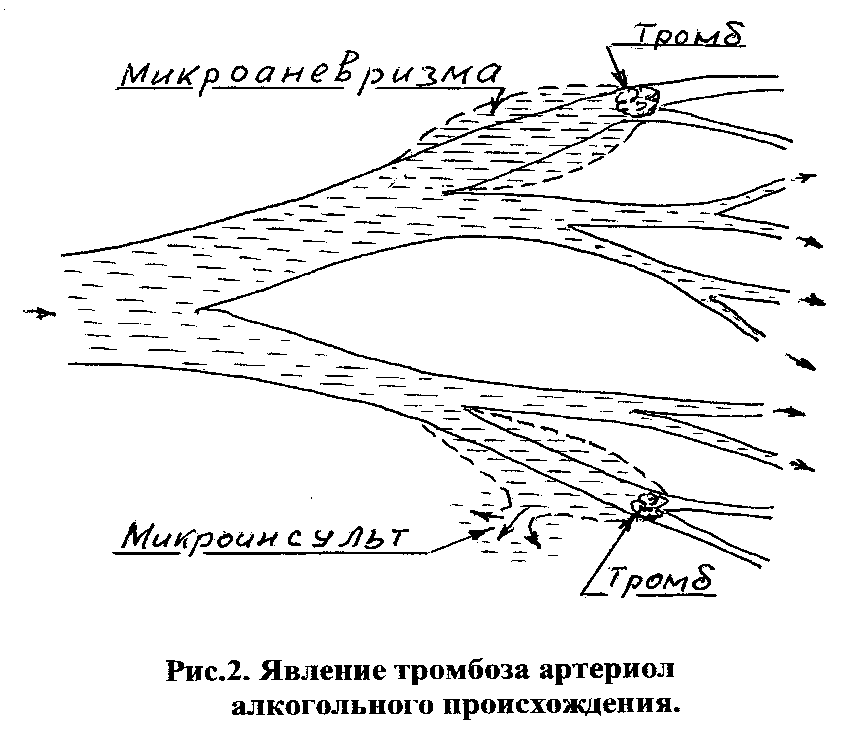 Тромб
Микроаневризма
Микроинсульт
Тромб
Рис.2. Явление тромбоза артериол
алкогольного происхождения.